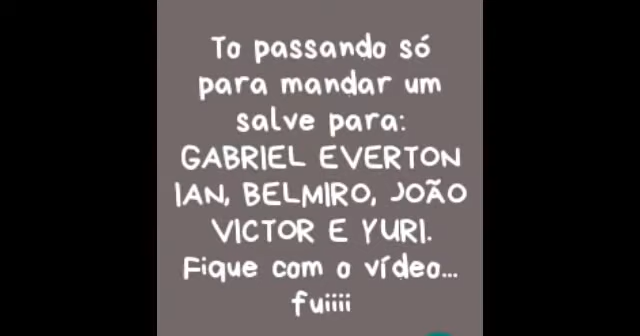 To passando só
para mandar um
salve para:
GABRIEL EVERTON
IAN, BELMIRO, JOÃO
VICTOR E YURI.
Fique com o vídeo...
fuiiii